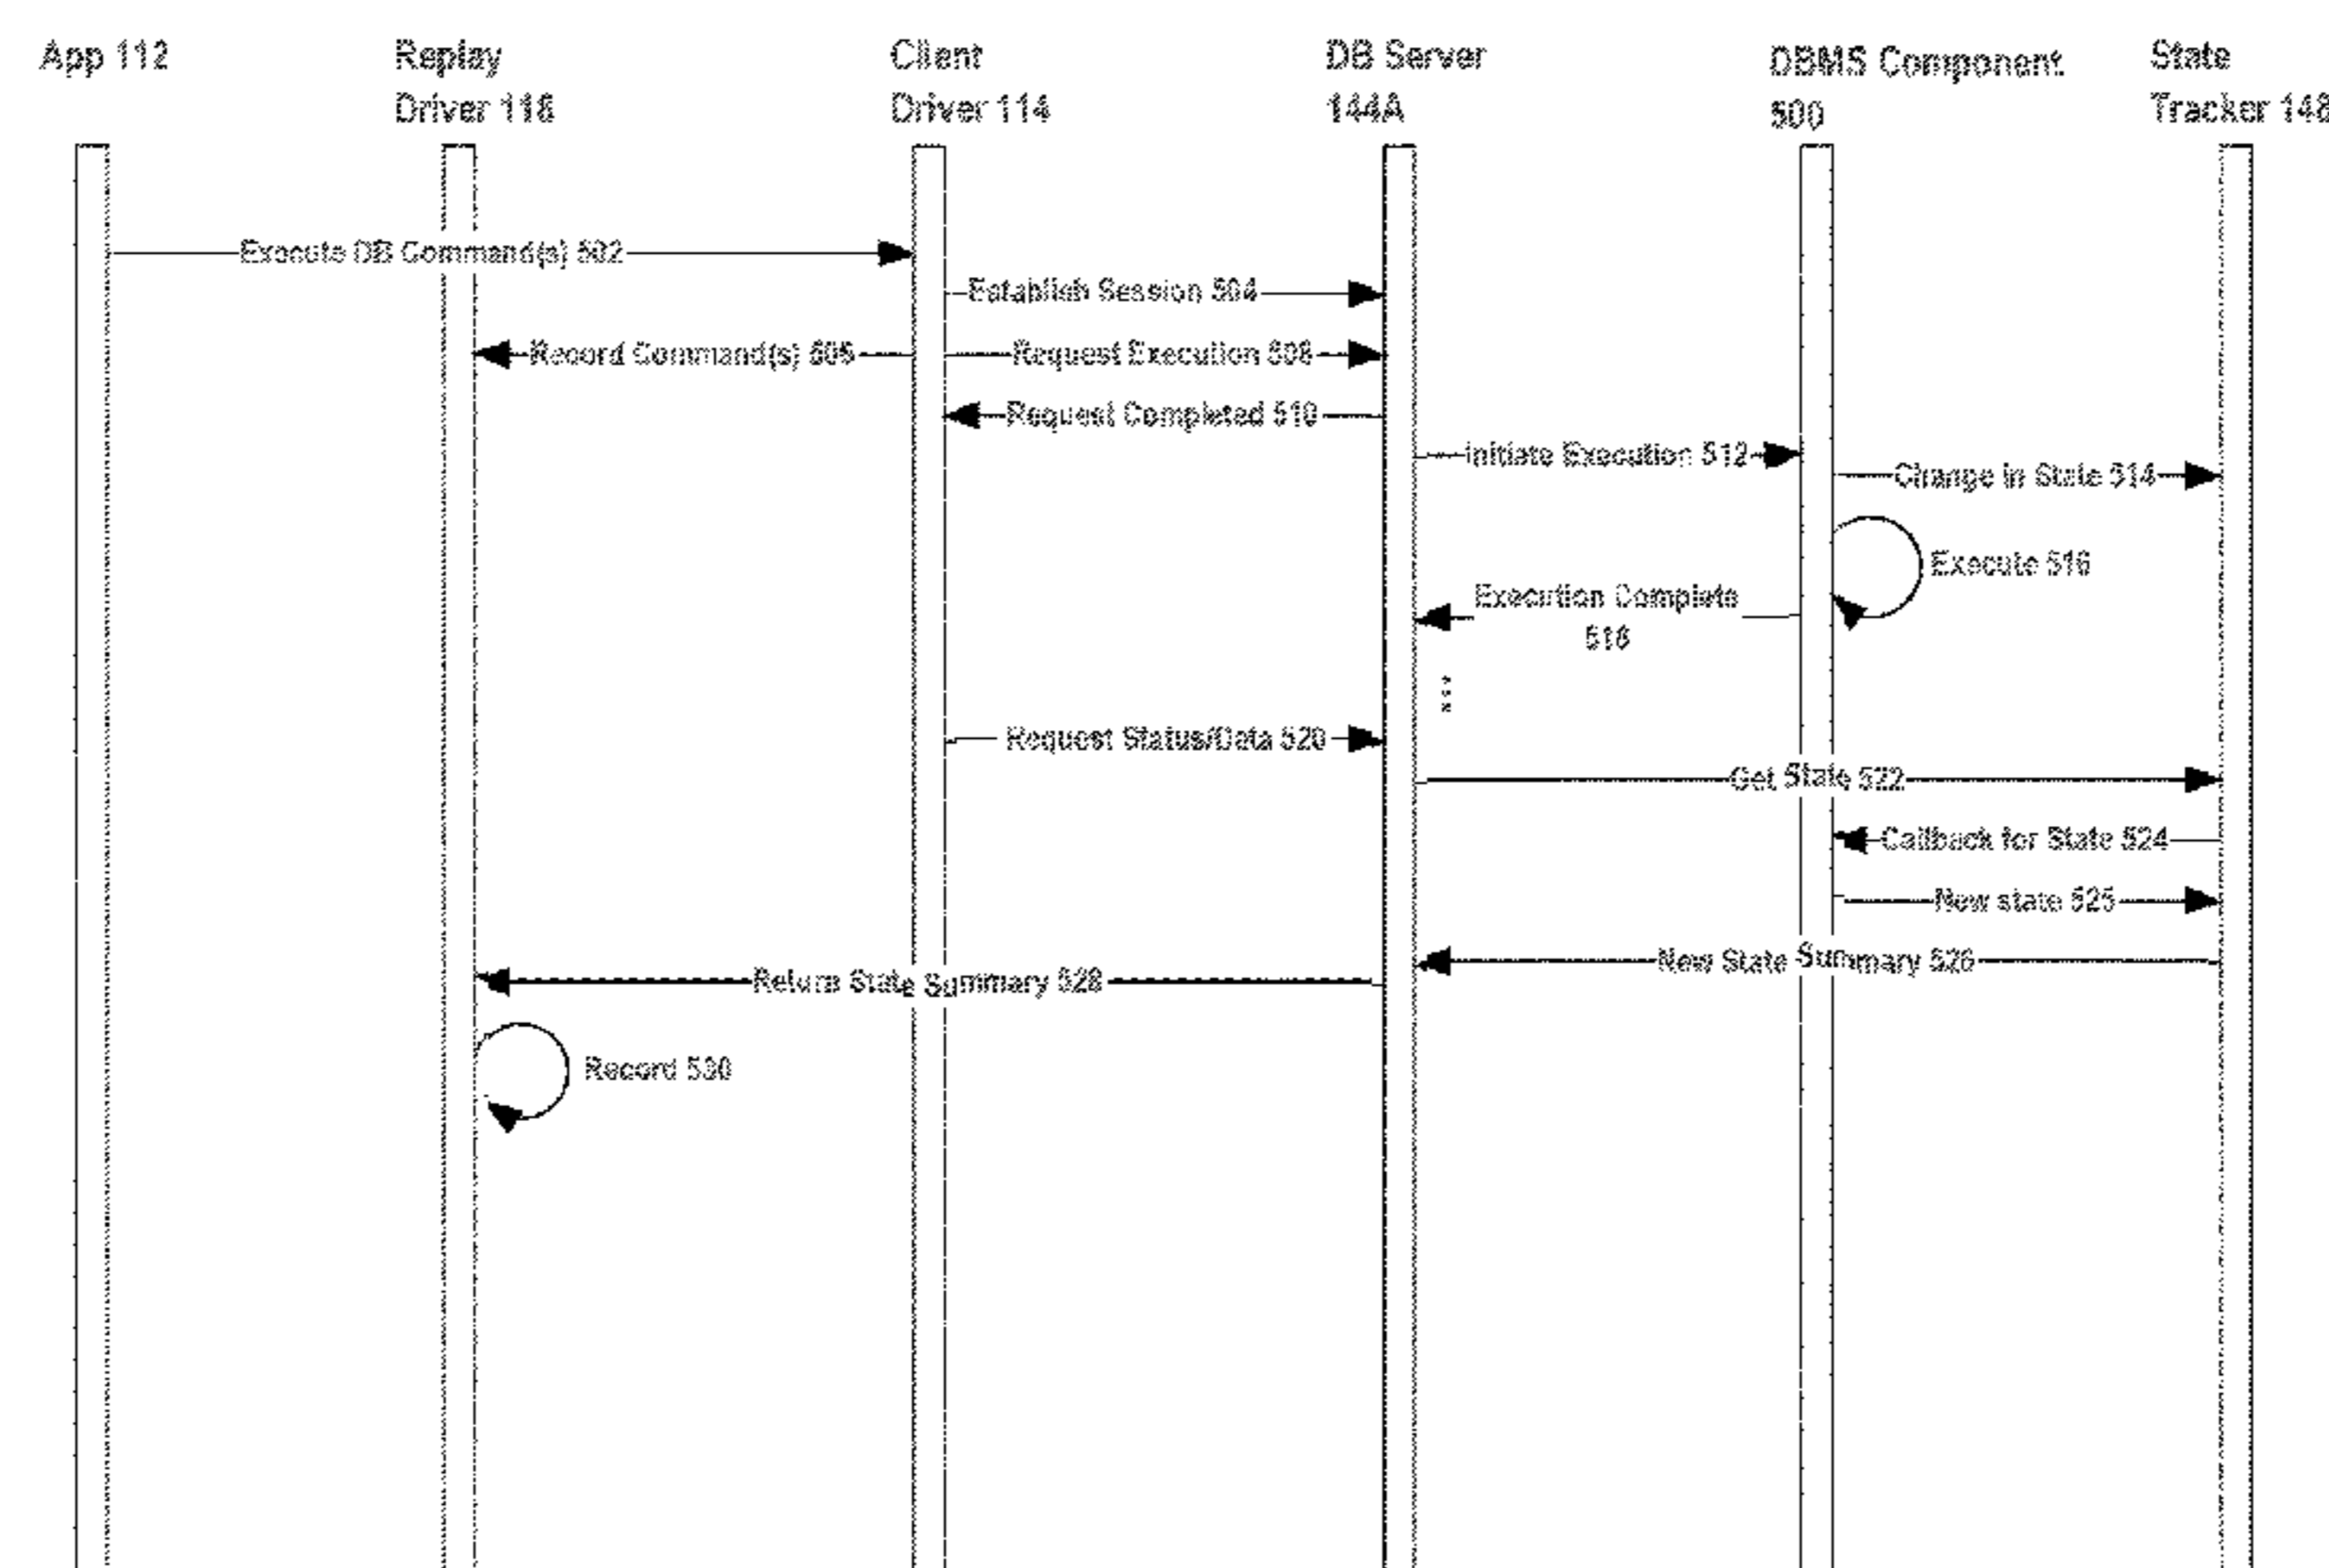 App 112
Replay
Driver 116
Client
Driver 114
DB Server
144A
DBMS Component
500
State
Tracker 148
Execute DB Command(s) 502
Establish Session 504
Record Command(s) 506
Request Execution 508
Request Completed 510
Initiate Execution 512
Change in State 514
Execute 516
Execution Complete
518
Request Status/Data 520
Get State 522
Callback for State 524
New state 525
New State Summary 526
Return State Summary 528
Record 530